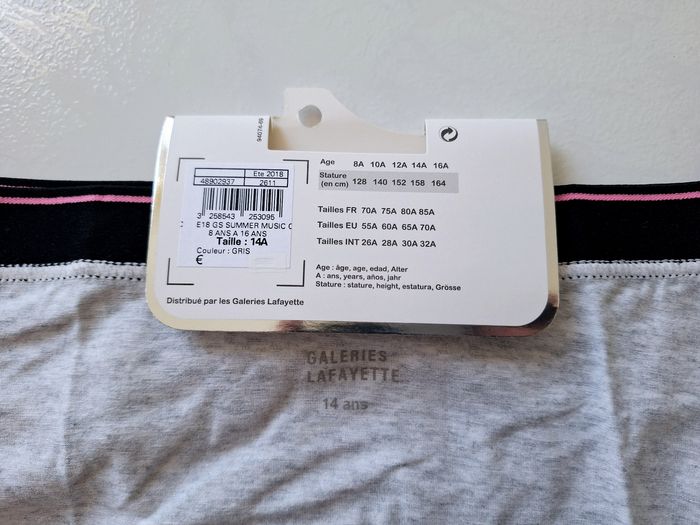 94074-69
Ete 2018
48902937 2611
3 258543 253095
E18 GS SUMMER MUSIC C
8 ANS A 16 ANS
Taille : 14A
Couleur : GRIS
€
Distribué par les Galeries Lafayette
Age 8A 10A 12A 14A 16A
Stature
(en cm) 128 140 152 158 164
Tailles FR 70A 75A 80A 85A
Tailles EU 55A 60A 65A 70A
Tailles INT 26A 28A 30A 32A
Age : âge, age, edad, Alter
A : ans, years, años, jahr
Stature : stature, height, estatura, Grösse
GALERIES
LAFAYETTE
14 ans